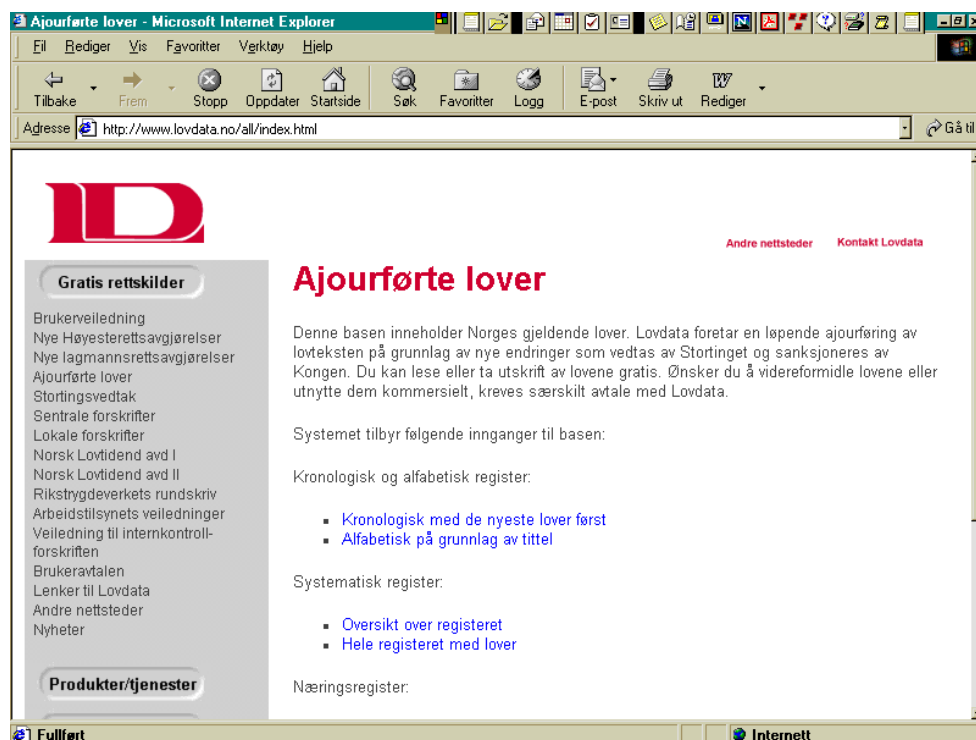 Ajourførte lover - Microsoft Internet Explorer
Fil Rediger Vis Favoritter Verktøy Hjelp
Tilbake Frem Stopp Oppdater Startside Søk Favoritter Logg E-post Skriv ut Rediger
Adresse http://www.lovdata.no/all/index.html Gå til
LD
Andre nettsteder Kontakt Lovdata
Gratis rettskilder
Brukerveiledning
Nye Høyesterettsavgjørelser
Nye lagmannsrettsavgjørelser
Ajourførte lover
Stortingsvedtak
Sentrale forskrifter
Lokale forskrifter
Norsk Lovtidend avd I
Norsk Lovtidend avd II
Rikstrygdeverkets rundskriv
Arbeidstilsynets veiledninger
Veiledning til internkontroll-
forskriften
Brukeravtalen
Lenker til Lovdata
Andre nettsteder
Nyheter
Produkter/tjenester
Ajourførte lover
Denne basen inneholder Norges gjeldende lover. Lovdata foretar en løpende ajourføring av
lovteksten på grunnlag av nye endringer som vedtas av Stortinget og sanksjoneres av
Kongen. Du kan lese eller ta utskrift av lovene gratis. Ønsker du å videreformidle lovene eller
utnytte dem kommersielt, kreves særskilt avtale med Lovdata.
Systemet tilbyr følgende innganger til basen:
Kronologisk og alfabetisk register:
Kronologisk med de nyeste lover først
Alfabetisk på grunnlag av tittel
Systematisk register:
Oversikt over registeret
Hele registeret med lover
Næringsregister:
Fullført Internett